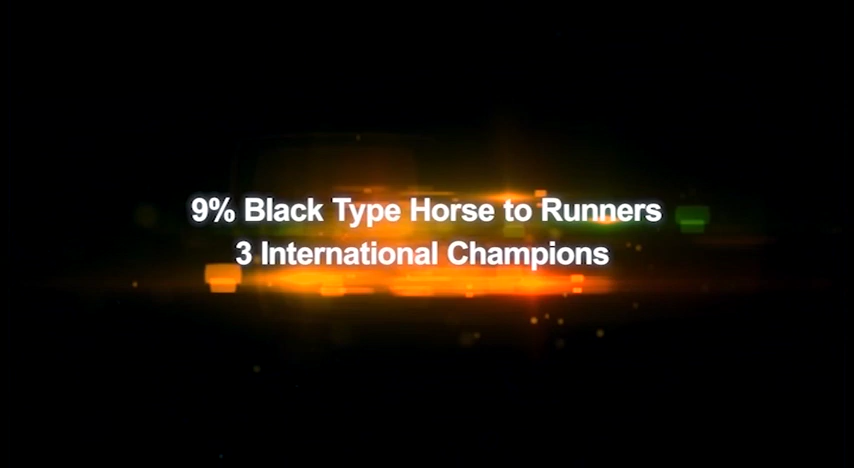 9% Black Type Horse to Runners
3 International Champions